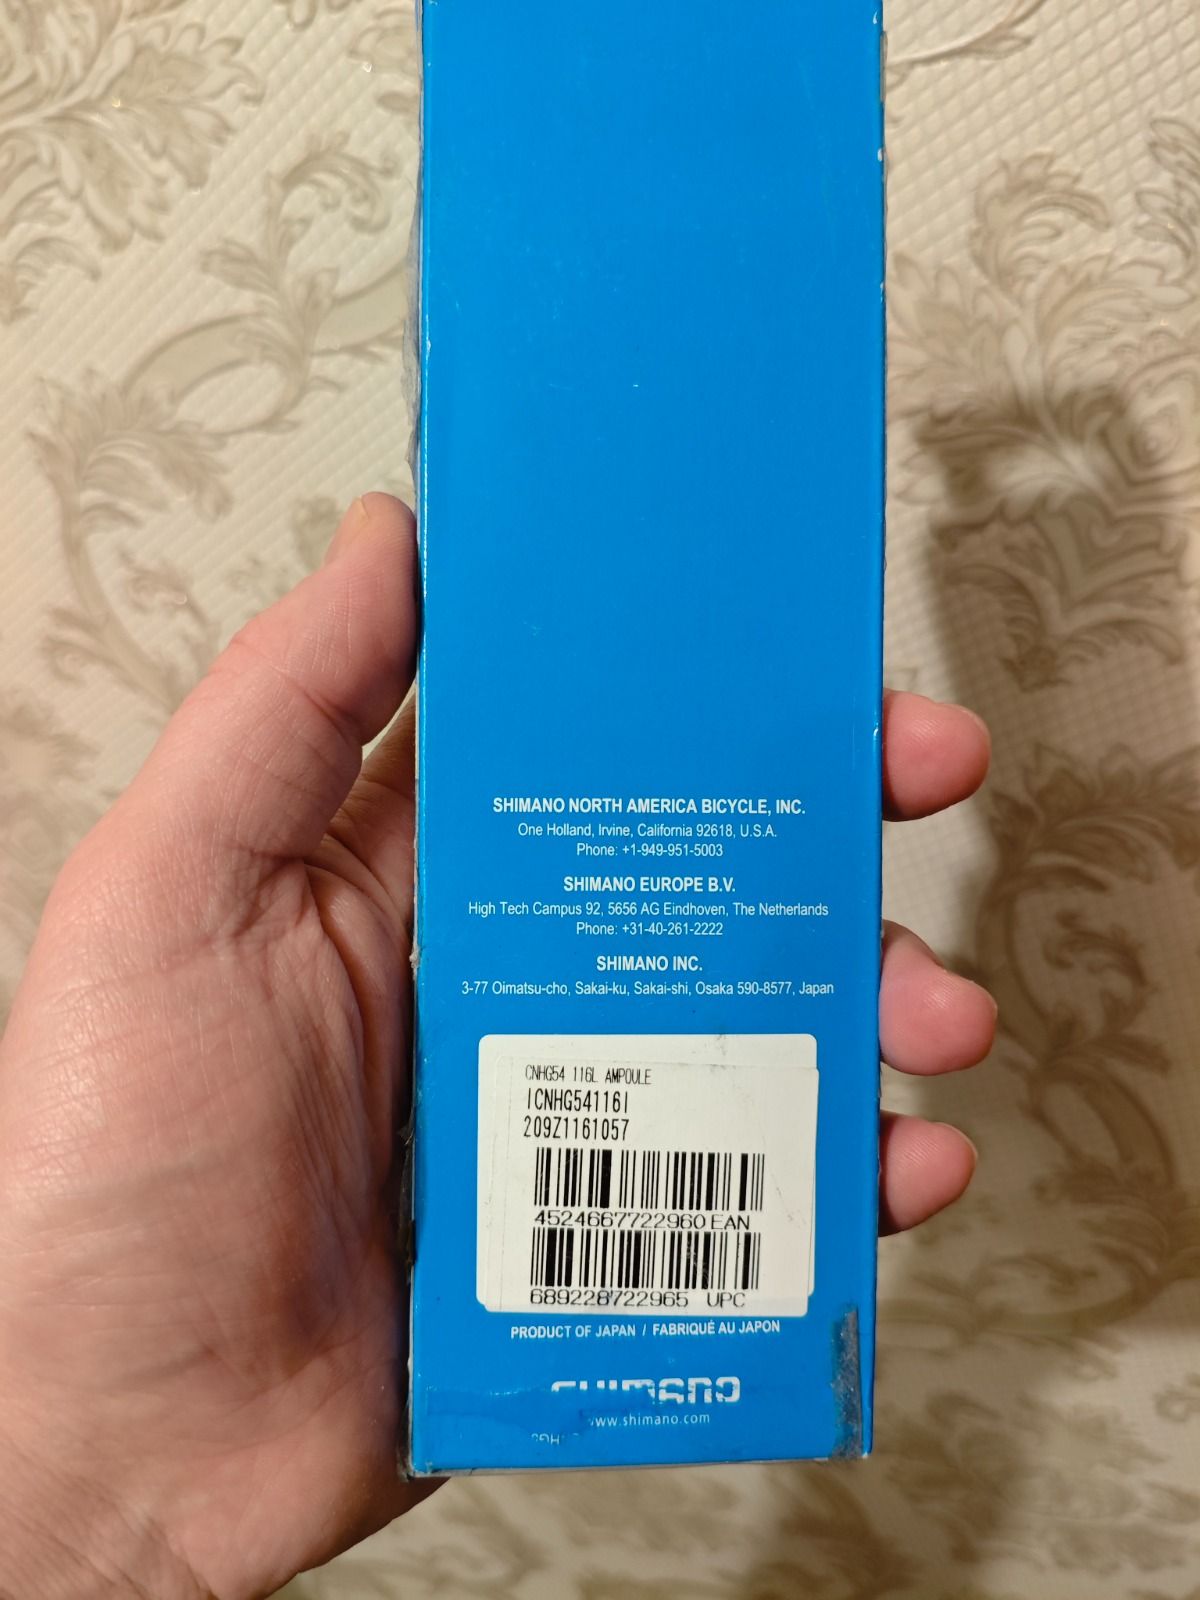 SHIMANO NORTH AMERICA BICYCLE, INC.
One Holland, Irvine, California 92618, U.S.A.
Phone: +1-949-951-5003
SHIMANO EUROPE B.V.
High Tech Campus 92, 5656 AG Eindhoven, The Netherlands
Phone: +31-40-261-2222
SHIMANO INC.
3-77 Oimatsu-cho, Sakai-ku, Sakai-shi, Osaka 590-8577, Japan
CNHG54 116L AMPOULE
ICNHG54116I
209Z1161057
4524667722960 EAN
689228722965 UPC
PRODUCT OF JAPAN / FABRIQUÉ AU JAPON
SHIMANO
www.shimano.com